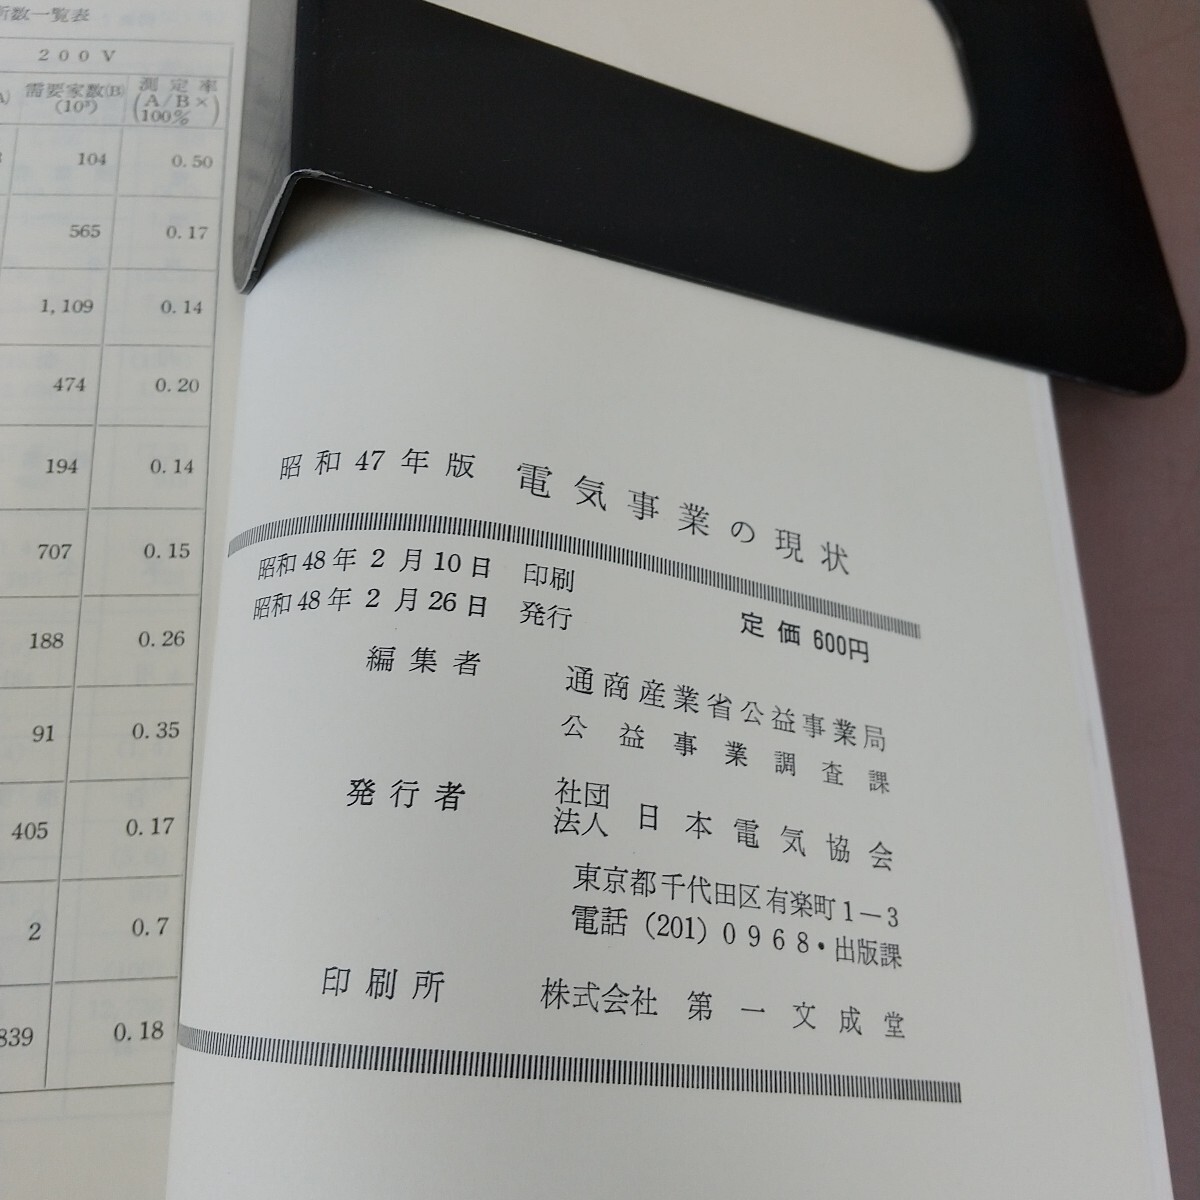 所数一覧表
200V
需要家数(B)
(10³)
測定率
(A/B×
100%)
104 0.50
565 0.17
1,109 0.14
474 0.20
194 0.14
707 0.15
188 0.26
91 0.35
405 0.17
2 0.7
839 0.18
昭和47年版 電気事業の現状
昭和48年2月10日 印刷
昭和48年2月26日 発行
定価 600円
編集者 通商産業省公益事業局
公益事業調査課
発行者 社団法人 日本電気協会
東京都千代田区有楽町1-3
電話 (201) 0968・出版課
印刷所 株式会社 第一文成堂